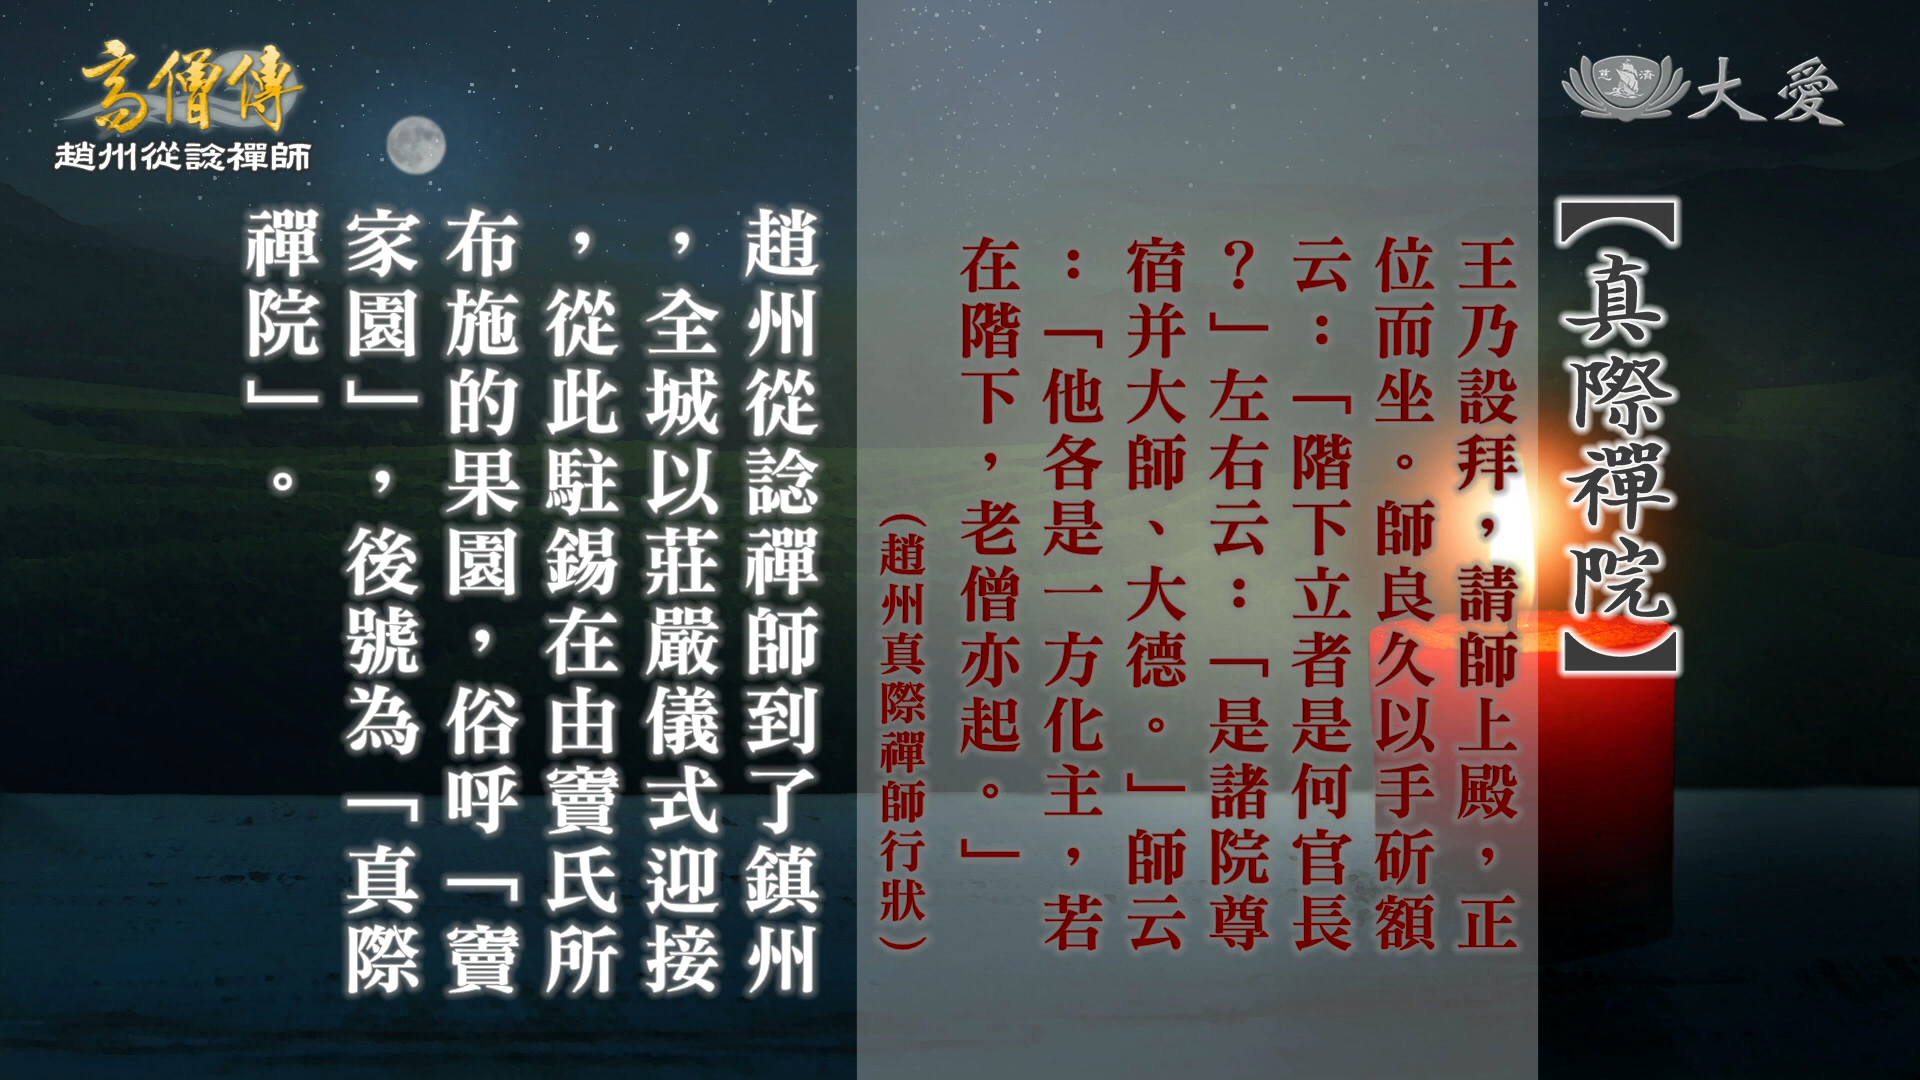 高僧傳
趙州從諗禪師
慈濟
大愛
【真際禪院】
王乃設拜，請師上殿，正
位而坐。師良久以手斫額
云：「階下立者是何官長
？」左右云：「是諸院尊
宿并大師、大德。」師云
：「他各是一方化主，若
在階下，老僧亦起。」
（趙州真際禪師行狀）
趙州從諗禪師到了鎮州
，全城以莊嚴儀式迎接
，從此駐錫在由竇氏所
布施的果園，俗呼「竇
家園」，後號為「真際
禪院」。